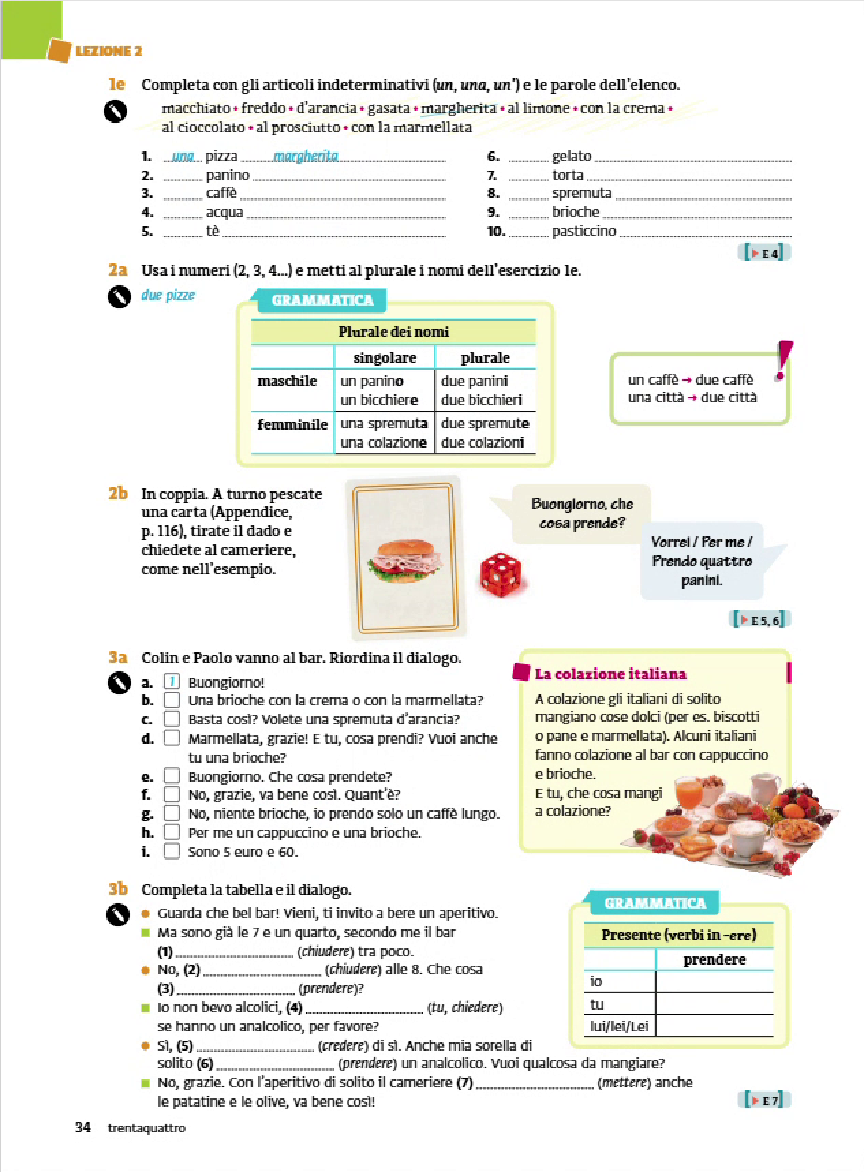 LEZIONE 2
1e Completa con gli articoli indeterminativi (un, una, un') e le parole dell'elenco.
macchiato • freddo • d'arancia • gasata • margherita • al limone • con la crema •
al cioccolato • al prosciutto • con la marmellata
1. una pizza margherita
2. panino
3. caffè
4. acqua
5. tè
6. gelato
7. torta
8. spremuta
9. brioche
10. pasticcino
[▶ E 4]
2a Usa i numeri (2, 3, 4...) e metti al plurale i nomi dell'esercizio 1e.
due pizze
GRAMMATICA
Plurale dei nomi
singolare plurale
maschile un panino due panini
un bicchiere due bicchieri
femminile una spremuta due spremute
una colazione due colazioni
!
un caffè → due caffè
una città → due città
2b In coppia. A turno pescate
una carta (Appendice,
p. 116), tirate il dado e
chiedete al cameriere,
come nell'esempio.
Buongiorno, che
cosa prende?
Vorrei / Per me /
Prendo quattro
panini.
[▶ E 5, 6]
3a Colin e Paolo vanno al bar. Riordina il dialogo.
a. 1 Buongiorno!
b. Una brioche con la crema o con la marmellata?
c. Basta così? Volete una spremuta d'arancia?
d. Marmellata, grazie! E tu, cosa prendi? Vuoi anche
tu una brioche?
e. Buongiorno. Che cosa prendete?
f. No, grazie, va bene così. Quant'è?
g. No, niente brioche, io prendo solo un caffè lungo.
h. Per me un cappuccino e una brioche.
i. Sono 5 euro e 60.
La colazione italiana
A colazione gli italiani di solito
mangiano cose dolci (per es. biscotti
o pane e marmellata). Alcuni italiani
fanno colazione al bar con cappuccino
e brioche.
E tu, che cosa mangi
a colazione?
3b Completa la tabella e il dialogo.
Guarda che bel bar! Vieni, ti invito a bere un aperitivo.
Ma sono già le 7 e un quarto, secondo me il bar
(1) (chiudere) tra poco.
No, (2) (chiudere) alle 8. Che cosa
(3) (prendere)?
Io non bevo alcolici, (4) (tu, chiedere)
se hanno un analcolico, per favore?
Sì, (5) (credere) di sì. Anche mia sorella di
solito (6) (prendere) un analcolico. Vuoi qualcosa da mangiare?
No, grazie. Con l'aperitivo di solito il cameriere (7) (mettere) anche
le patatine e le olive, va bene così!
GRAMMATICA
Presente (verbi in -ere)
prendere
io
tu
lui/lei/Lei
[▶ E 7]
34 trentaquattro